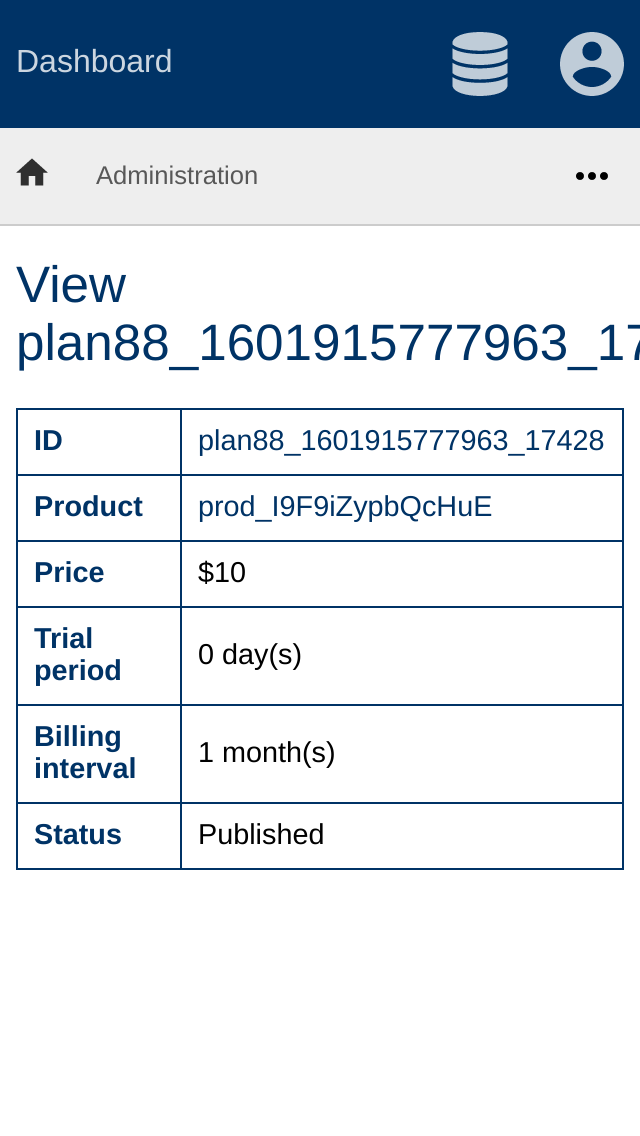 Dashboard
Administration
View
plan88_1601915777963_17
ID plan88_1601915777963_17428
Product prod_I9F9iZypbQcHuE
Price $10
Trial
period 0 day(s)
Billing
interval 1 month(s)
Status Published